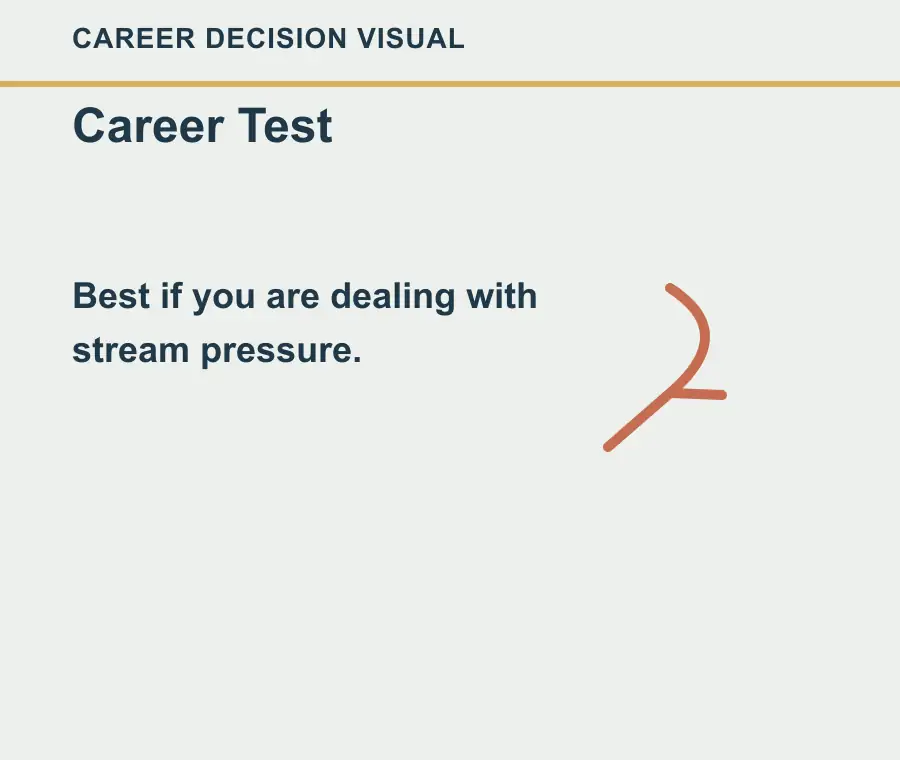 CAREER DECISION VISUAL
Career Test
Best if you are dealing with
stream pressure.